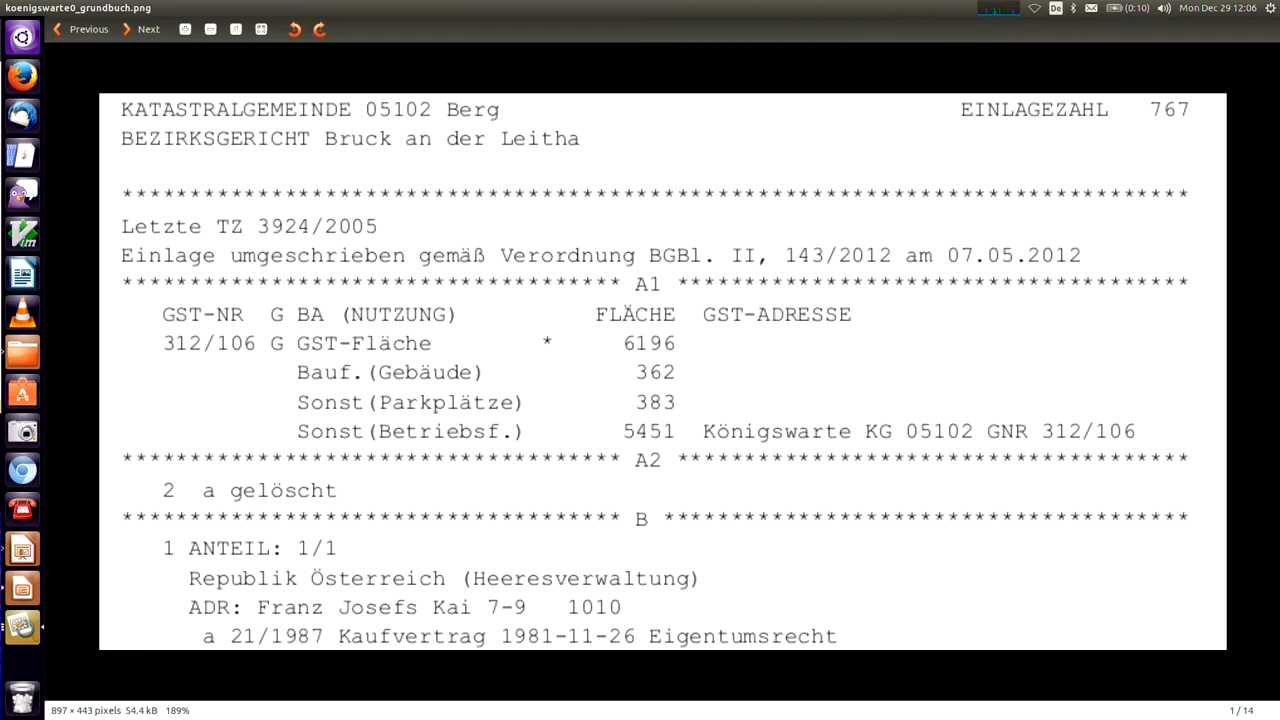 koenigswarte0_grundbuch.png
De (0:10) Mon Dec 29 12:06
Previous Next
KATASTRALGEMEINDE 05102 Berg EINLAGEZAHL 767
BEZIRKSGERICHT Bruck an der Leitha
*******************************************************************************
Letzte TZ 3924/2005
Einlage umgeschrieben gemäß Verordnung BGBl. II, 143/2012 am 07.05.2012
************************************* A1 **************************************
GST-NR G BA (NUTZUNG) FLÄCHE GST-ADRESSE
312/106 G GST-Fläche * 6196
Bauf.(Gebäude) 362
Sonst(Parkplätze) 383
Sonst(Betriebsf.) 5451 Königswarte KG 05102 GNR 312/106
************************************* A2 **************************************
2 a gelöscht
************************************* B ***************************************
1 ANTEIL: 1/1
Republik Österreich (Heeresverwaltung)
ADR: Franz Josefs Kai 7-9 1010
a 21/1987 Kaufvertrag 1981-11-26 Eigentumsrecht
Vim
897 × 443 pixels 54.4 kB 189% 1 / 14